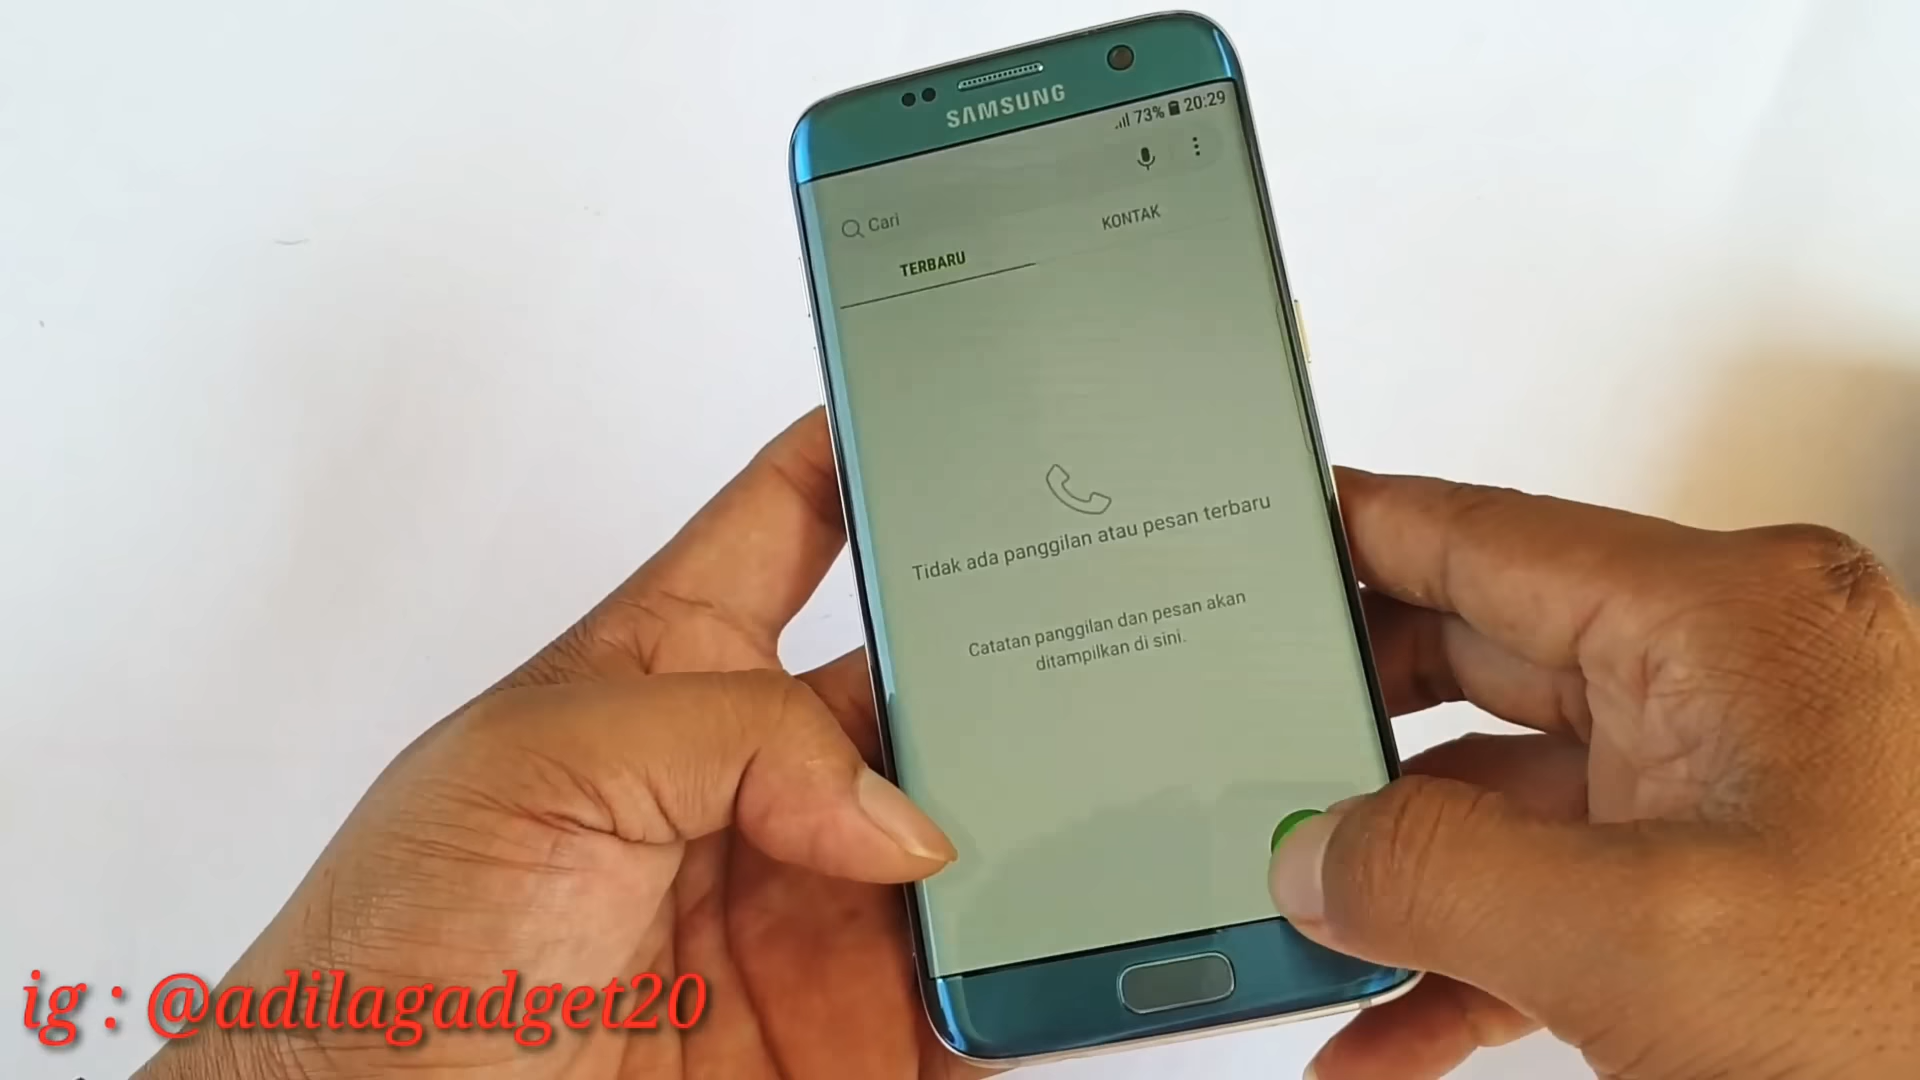 SAMSUNG
73% 20:29
Cari
TERBARU
KONTAK
Tidak ada panggilan atau pesan terbaru
Catatan panggilan dan pesan akan
ditampilkan di sini.
ig : @adilagadget20